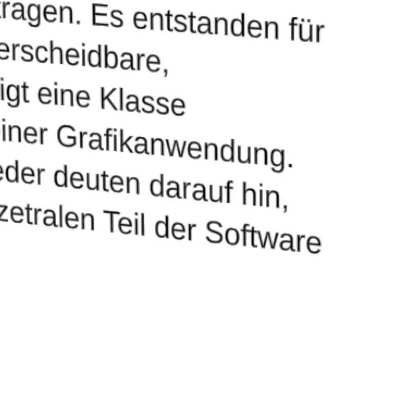 ragen. Es entstanden für
erscheidbare,
igt eine Klasse
iner Grafikanwendung.
eder deuten darauf hin,
zetralen Teil der Software